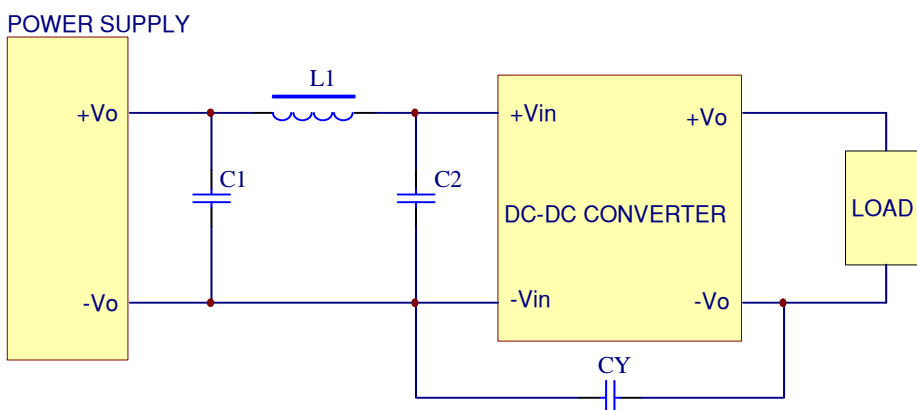 POWER SUPPLY
L1
+Vo
+Vin
+Vo
C1
C2
DC-DC CONVERTER
LOAD
-Vo
-Vin
-Vo
CY